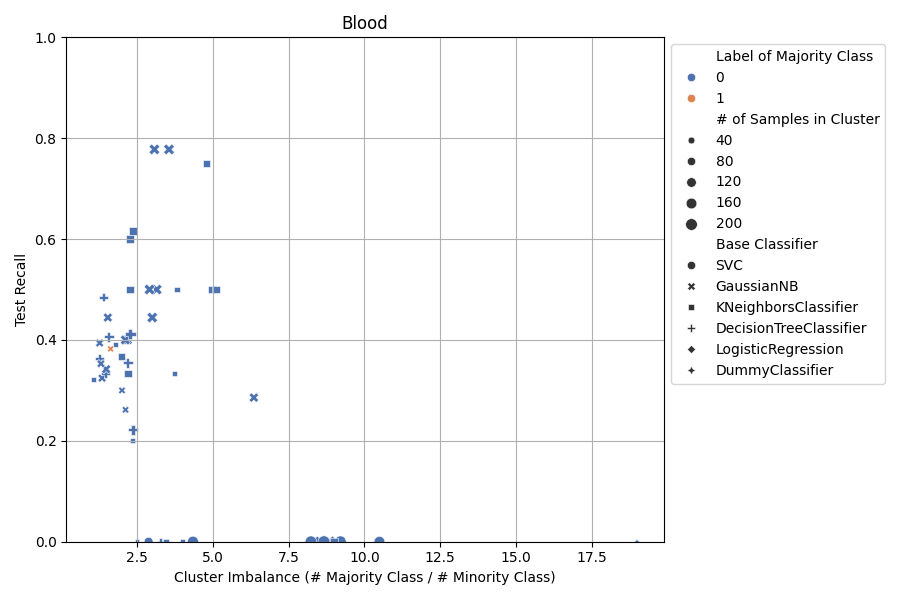 Blood
1.0
0.8
0.6
0.4
0.2
0.0
Test Recall
2.5 5.0 7.5 10.0 12.5 15.0 17.5
Cluster Imbalance (# Majority Class / # Minority Class)
Label of Majority Class
0
1
# of Samples in Cluster
40
80
120
160
200
Base Classifier
SVC
GaussianNB
KNeighborsClassifier
DecisionTreeClassifier
LogisticRegression
DummyClassifier